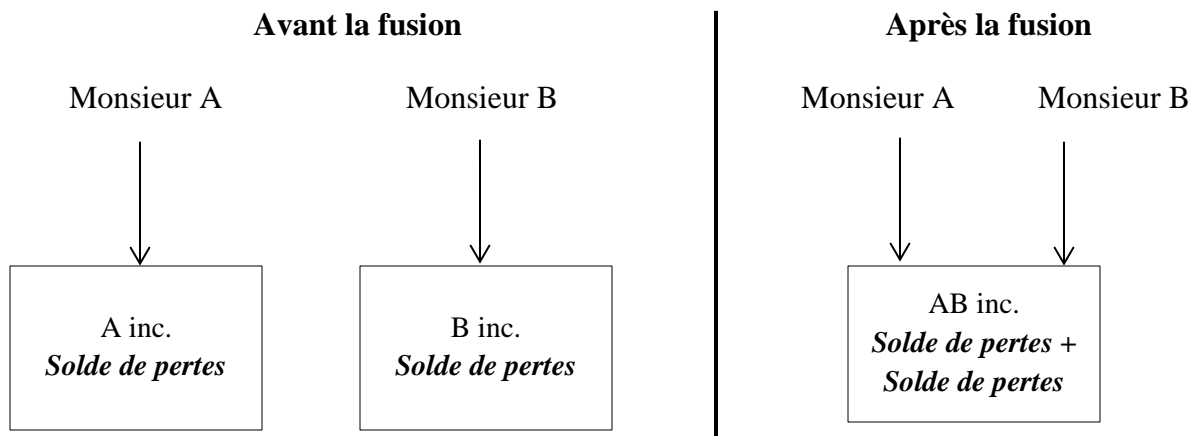 Avant la fusion
Après la fusion
Monsieur A
Monsieur B
Monsieur A
Monsieur B
A inc.
Solde de pertes
B inc.
Solde de pertes
AB inc.
Solde de pertes +
Solde de pertes